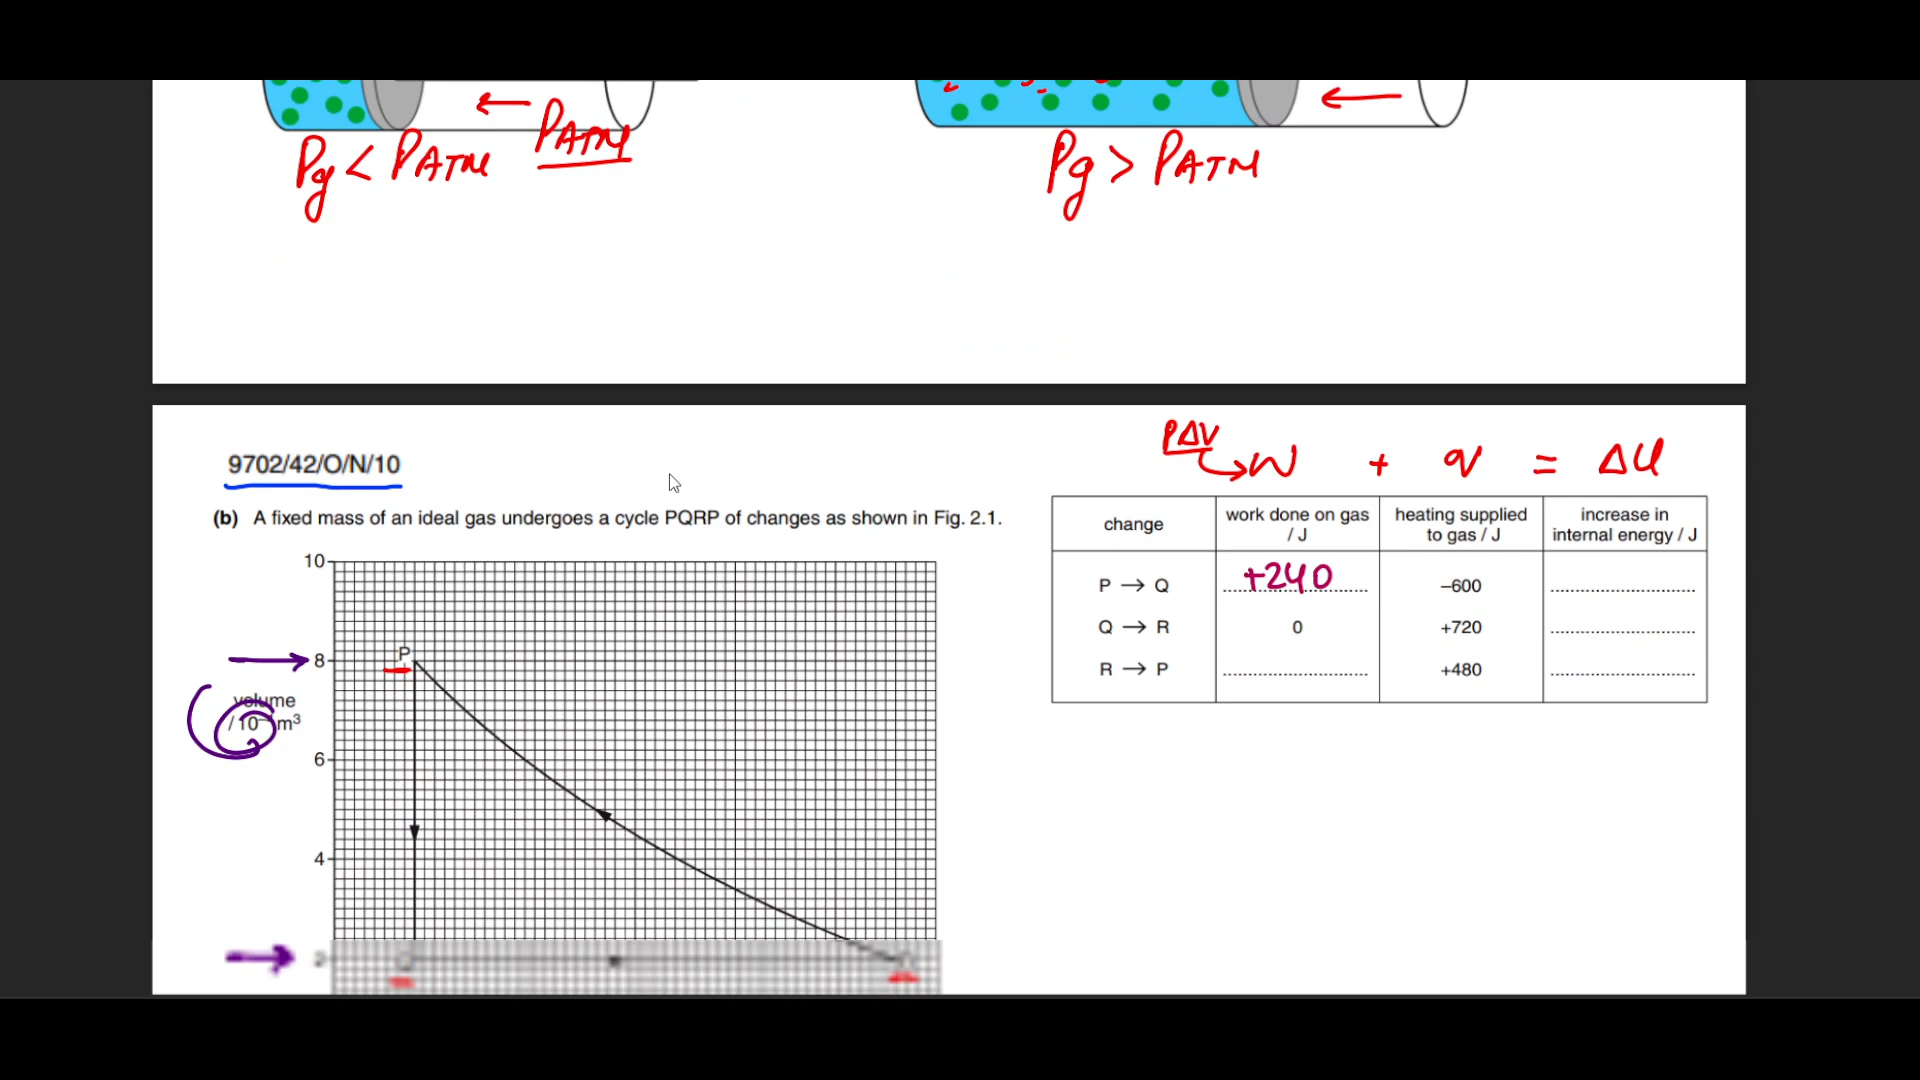 Pg < PATM
PATM
Pg > PATM
9702/42/O/N/10
PΔV
W + q = ΔU
(b) A fixed mass of an ideal gas undergoes a cycle PQRP of changes as shown in Fig. 2.1.
change
work done on gas / J
heating supplied to gas / J
increase in internal energy / J
P → Q +240 –600
Q → R 0 +720
R → P +480
10
8
P
volume
/ 10 m³
6
4